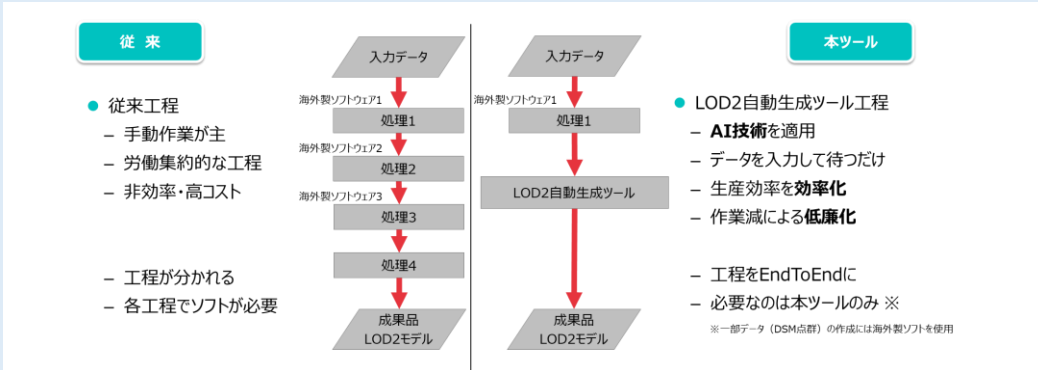 従 来
● 従来工程
– 手動作業が主
– 労働集約的な工程
– 非効率・高コスト
– 工程が分かれる
– 各工程でソフトが必要
入力データ
海外製ソフトウェア1
処理1
海外製ソフトウェア2
処理2
海外製ソフトウェア3
処理3
処理4
成果品
LOD2モデル
入力データ
海外製ソフトウェア1
処理1
LOD2自動生成ツール
成果品
LOD2モデル
本ツール
● LOD2自動生成ツール工程
– AI技術を適用
– データを入力して待つだけ
– 生産効率を効率化
– 作業減による低廉化
– 工程をEndToEndに
– 必要なのは本ツールのみ ※
※一部データ（DSM点群）の作成には海外製ソフトを使用